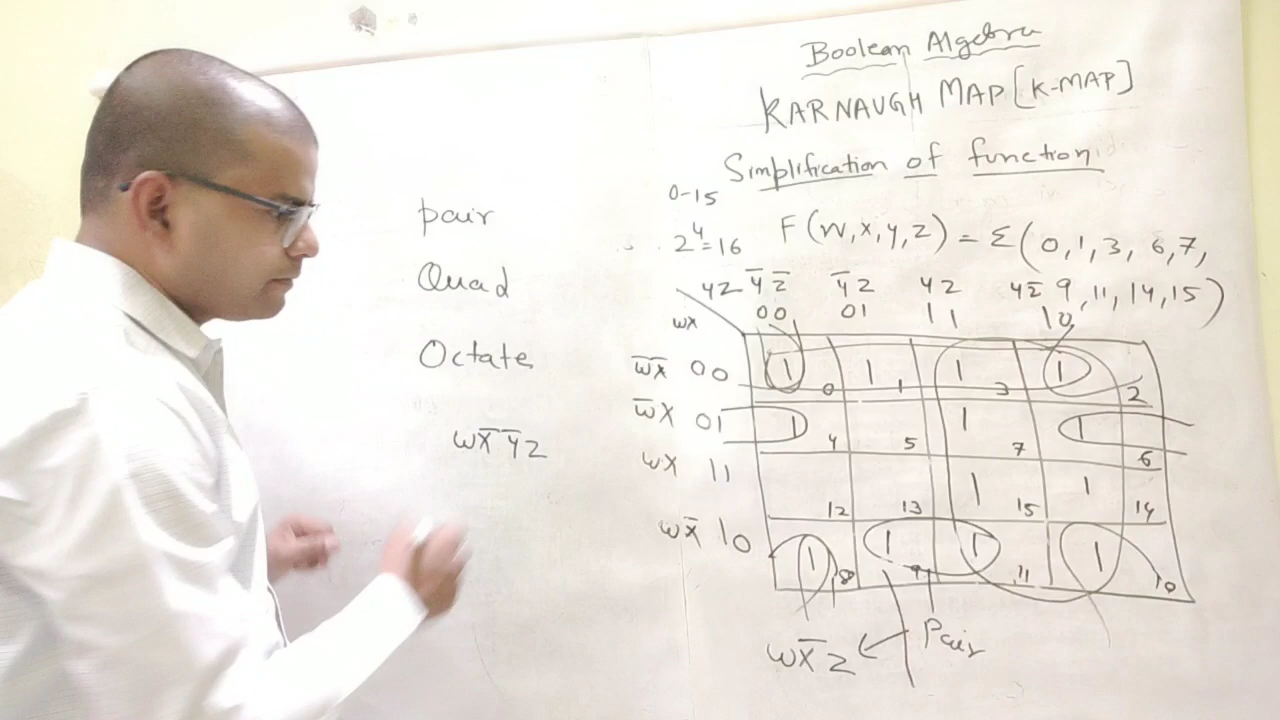 Boolean Algebra
KARNAUGH MAP [K-MAP]
Simplification of function
0-15
2⁴=16
F(W,X,Y,Z) = Σ(0,1,3,6,7,
9,11,14,15)
pair
Quad
Octate
wx̅y̅z
yz y̅z̅ y̅z yz yz̅
wx 00 01 11 10
w̅x̅ 00 1 0 1 1 1 3 1 2
w̅x 01 1 4 5 1 7 1 6
wx 11 12 13 1 15 1 14
wx̅ 10 1 8 1 9 1 11 1 10
wx̅z ← Pair